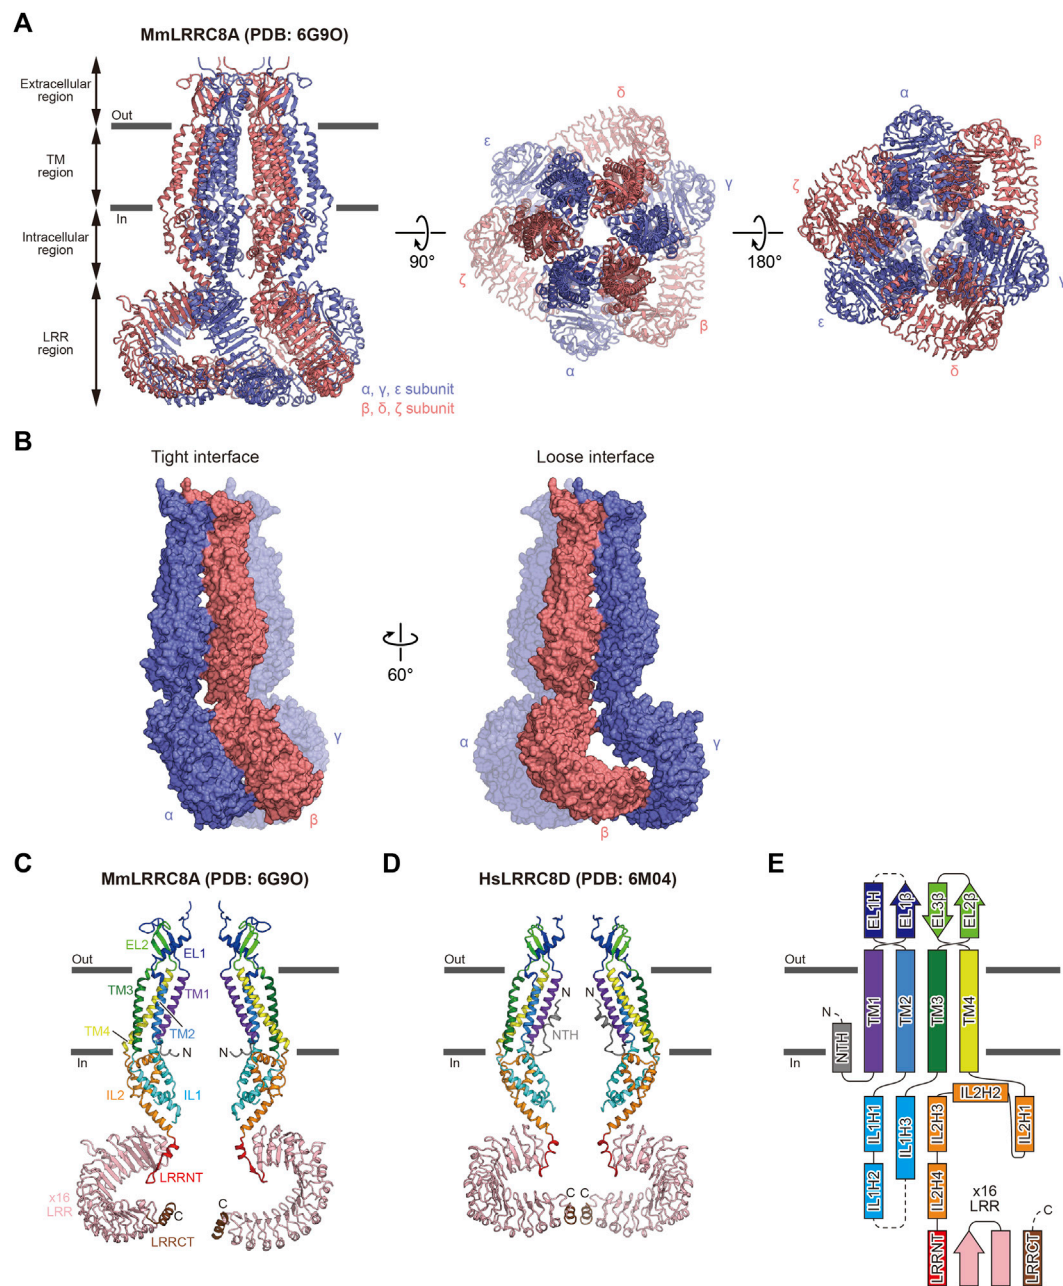 A
MmLRRC8A (PDB: 6G9O)
Extracellular
region
Out
TM
region
In
Intracellular
region
LRR
region
α, γ, ε subunit
β, δ, ζ subunit
90°
δ
ε
γ
ζ
β
α
180°
α
β
ζ
γ
ε
δ
B
Tight interface
Loose interface
60°
γ
α
β
α
γ
β
C
MmLRRC8A (PDB: 6G9O)
EL2
EL1
Out
TM3
TM1
TM4
TM2
N
N
In
IL2
IL1
LRRNT
x16
LRR
C
LRRCT
D
HsLRRC8D (PDB: 6M04)
Out
N
N
NTH
In
C
C
E
EL1H
EL1β
EL3β
EL2β
Out
TM1
TM2
TM3
TM4
N
NTH
In
IL2H2
IL1H1
IL1H3
IL2H3
IL2H1
IL1H2
IL2H4
x16
LRR
C
LRRNT
LRRCT